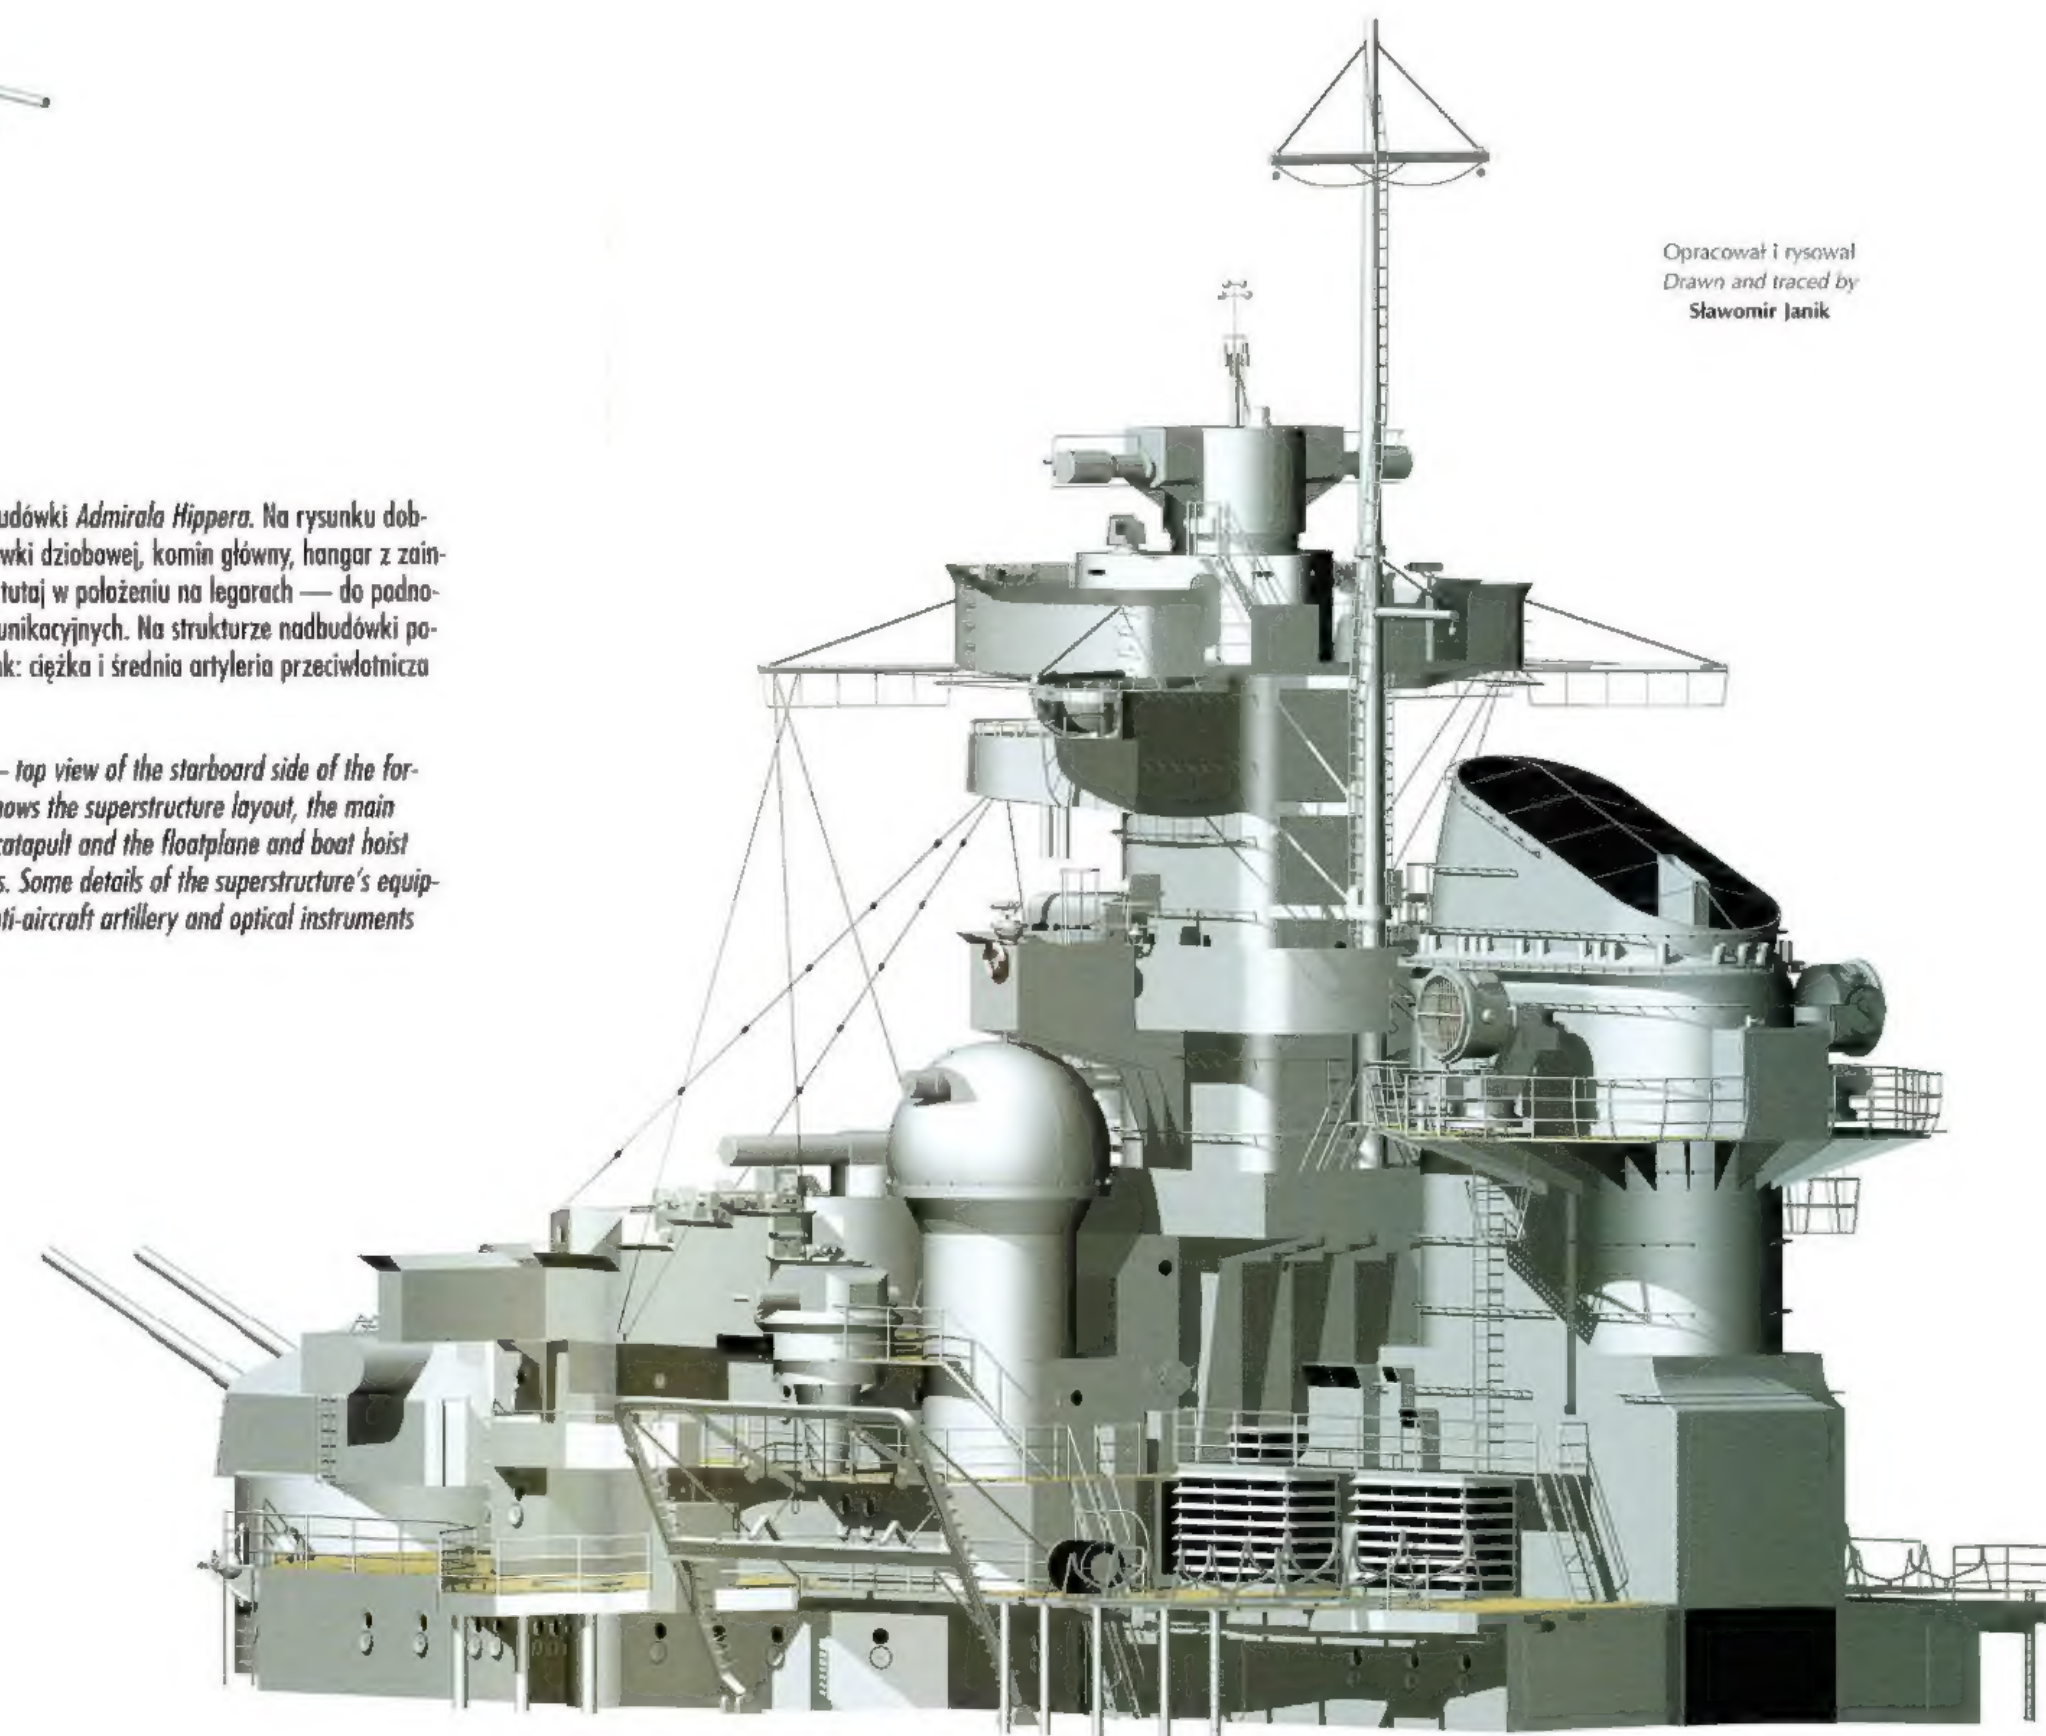 udówki Admirala Hippera. Na rysunku dob-
wki dziobowej, komin główny, hangar z zain-
tutaj w położeniu na legarach — do podno-
unikacyjnych. Na strukturze nadbudówki po-
ak: ciężka i średnia artyleria przeciwlotnicza
– top view of the starboard side of the for-
hows the superstructure layout, the main
catapult and the floatplane and boat hoist
s. Some details of the superstructure's equip-
nti-aircraft artillery and optical instruments
Opracował i rysował
Drawn and traced by
Sławomir Janik